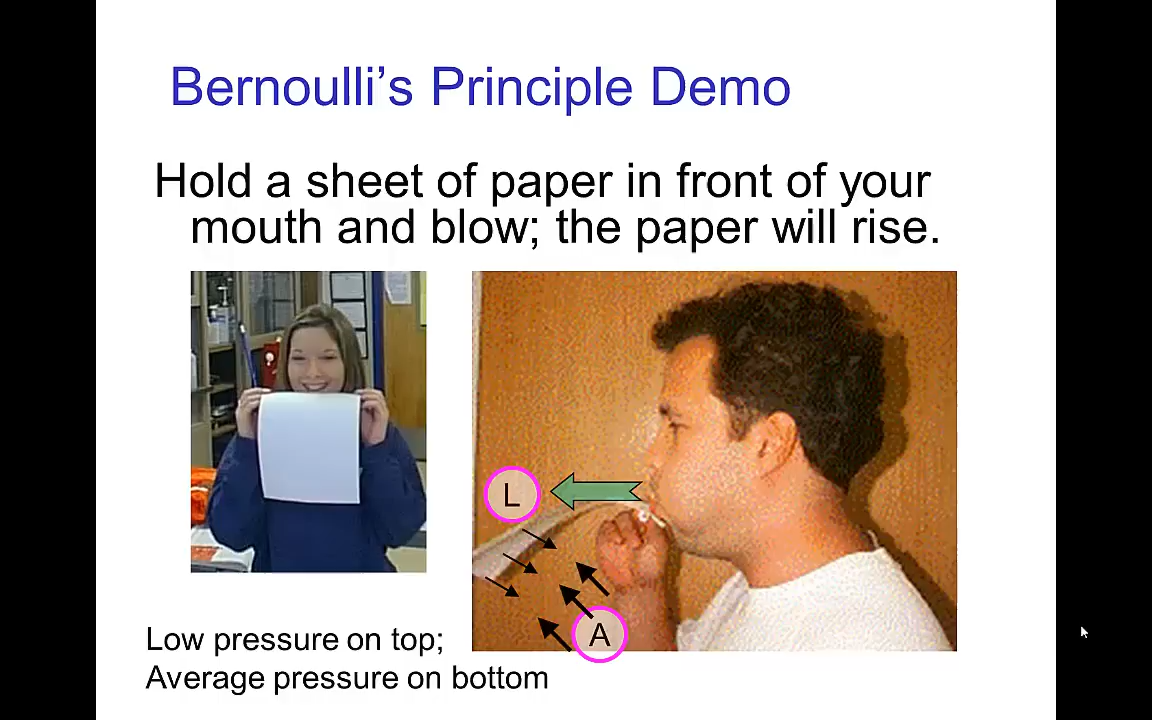 Bernoulli’s Principle Demo
Hold a sheet of paper in front of your
mouth and blow; the paper will rise.
L
A
Low pressure on top;
Average pressure on bottom